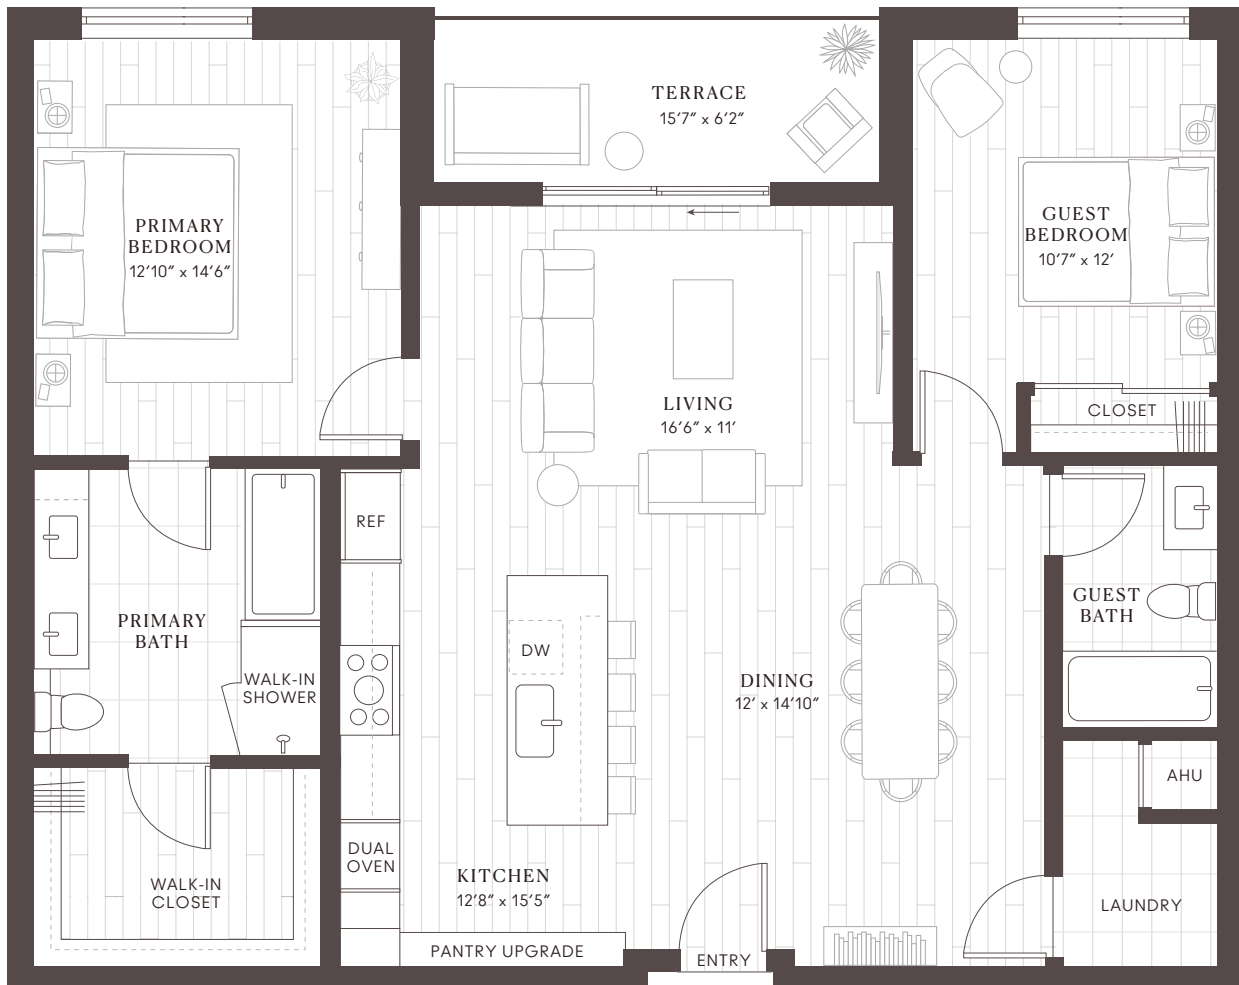 TERRACE
15'7" x 6'2"
PRIMARY
BEDROOM
12'10" x 14'6"
GUEST
BEDROOM
10'7" x 12'
LIVING
16'6" x 11'
CLOSET
REF
PRIMARY
BATH
WALK-IN
SHOWER
DW
DINING
12' x 14'10"
GUEST
BATH
AHU
DUAL
OVEN
KITCHEN
12'8" x 15'5"
WALK-IN
CLOSET
LAUNDRY
PANTRY UPGRADE
ENTRY